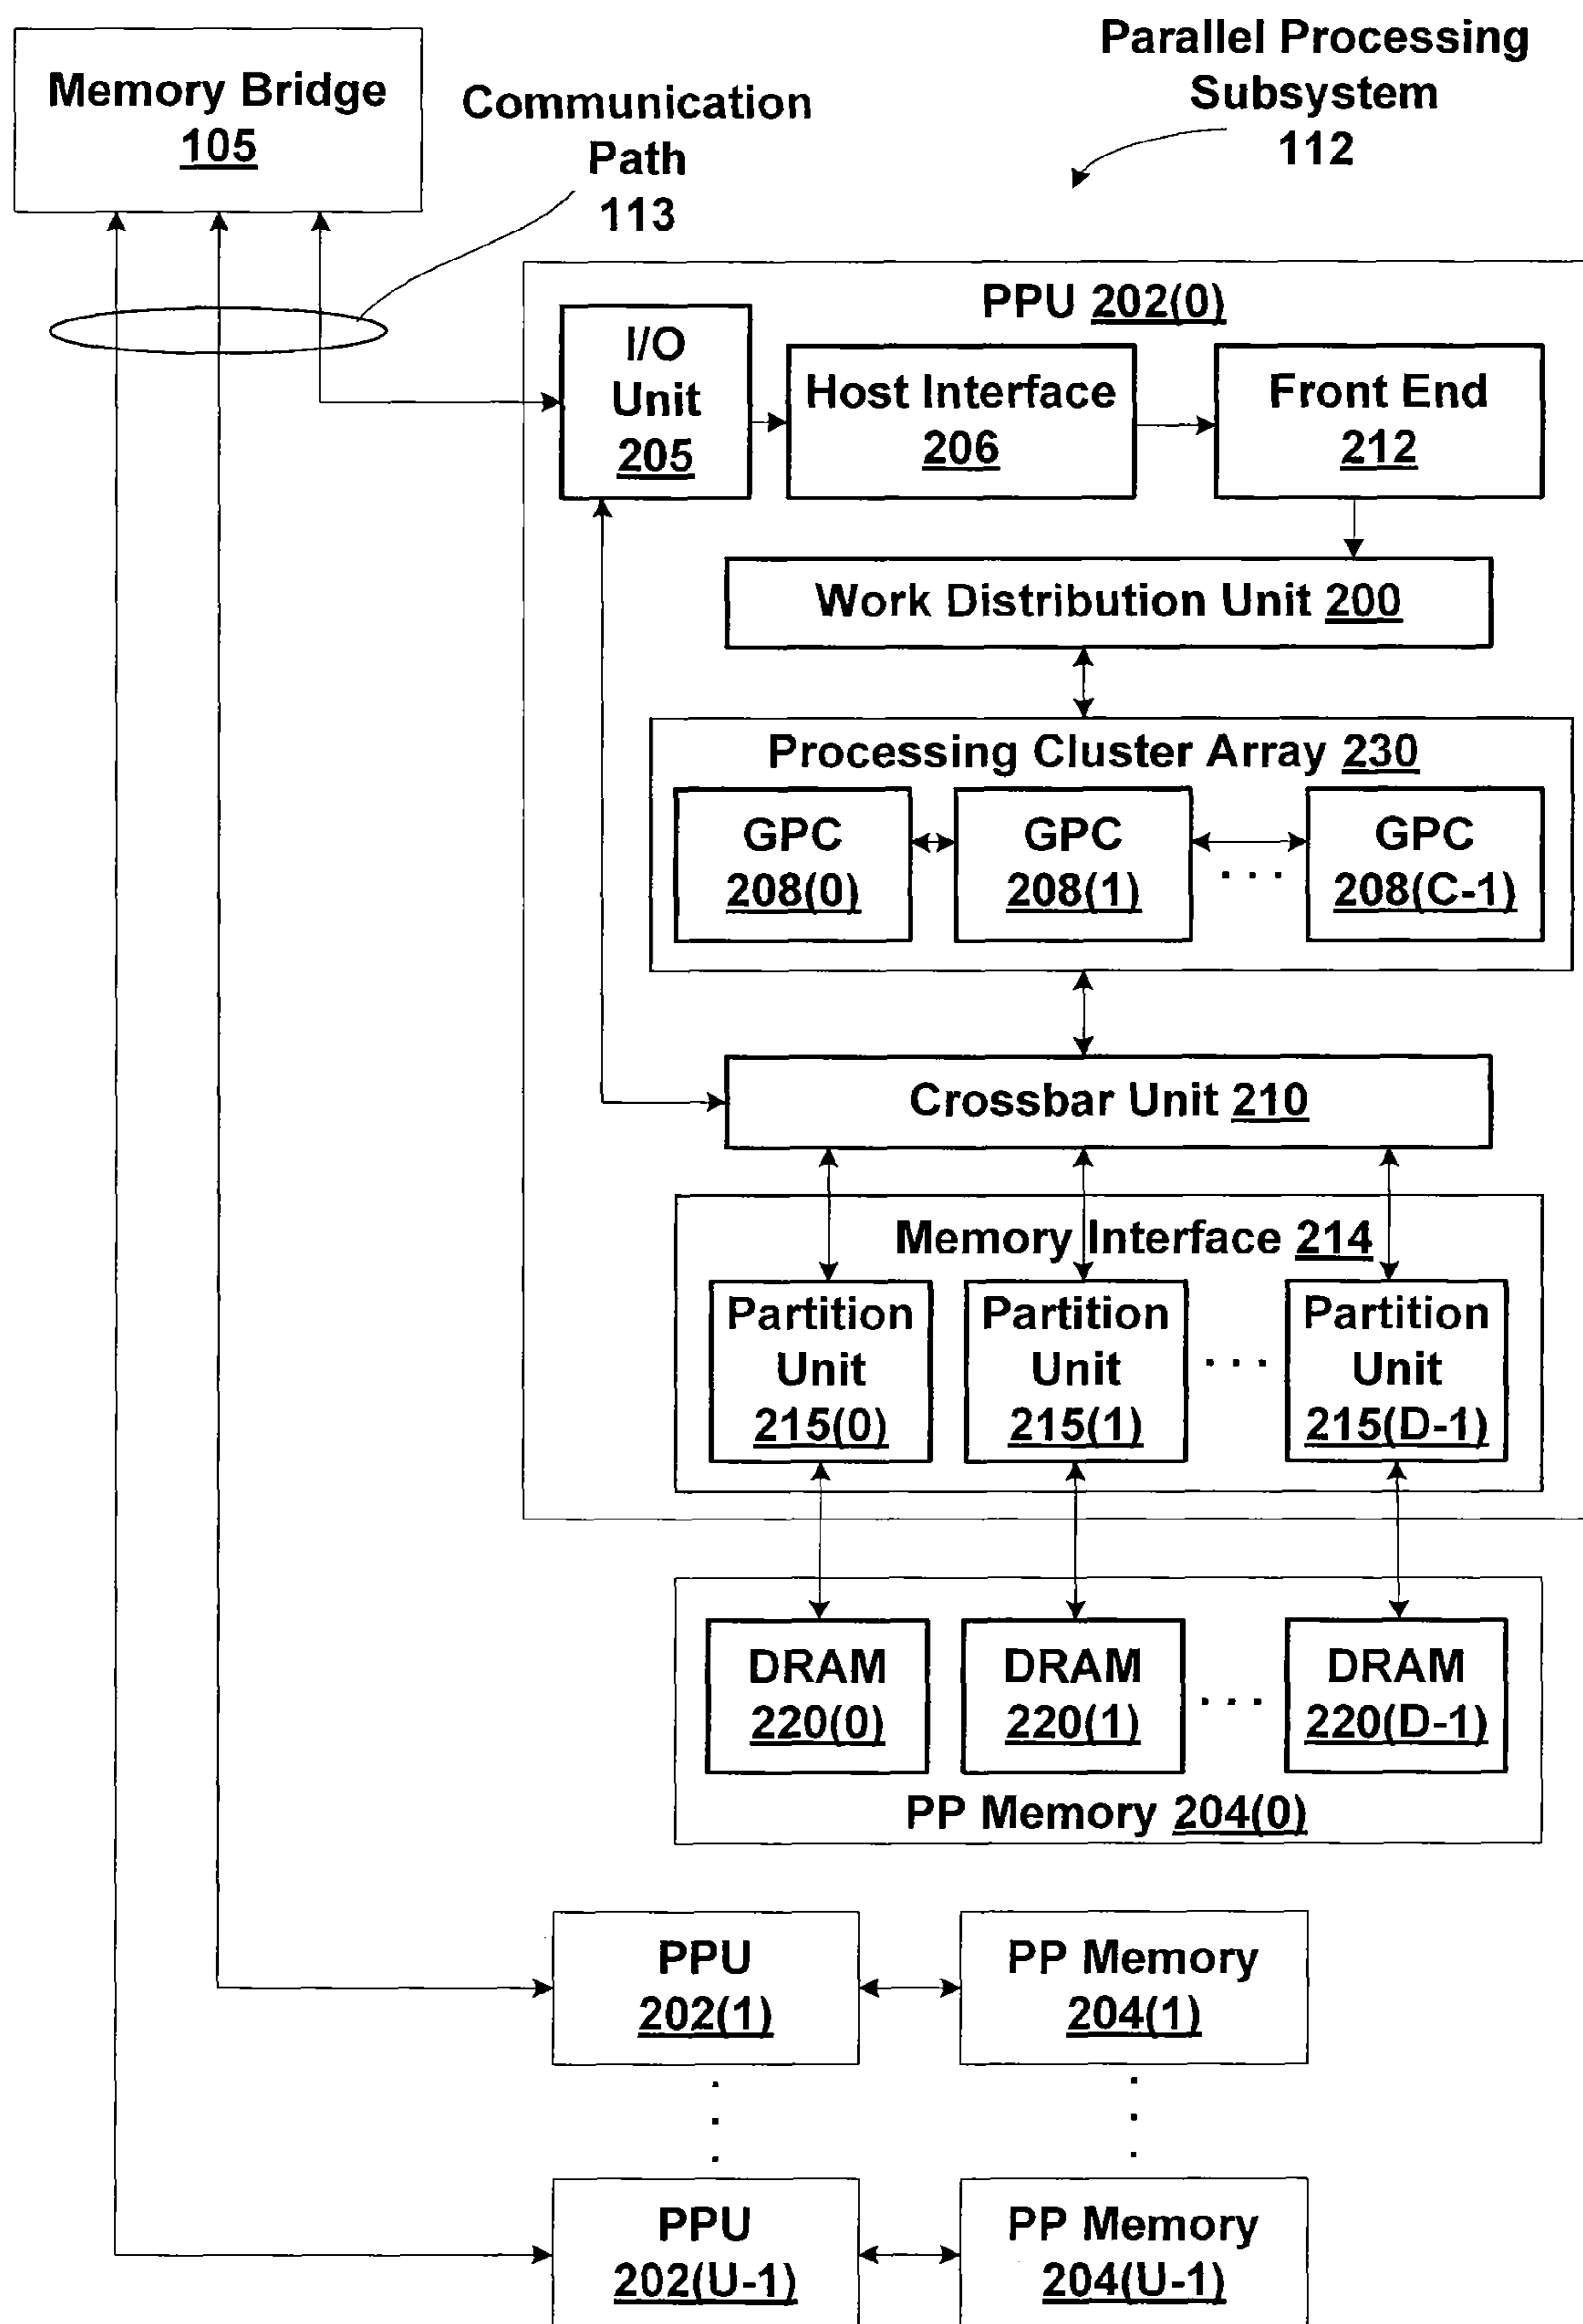 Parallel Processing
Subsystem
112
Memory Bridge
105
Communication
Path
113
PPU 202(0)
I/O
Unit
205
Host Interface
206
Front End
212
Work Distribution Unit 200
Processing Cluster Array 230
GPC
208(0)
GPC
208(1)
. . .
GPC
208(C-1)
Crossbar Unit 210
Memory Interface 214
Partition
Unit
215(0)
Partition
Unit
215(1)
. . .
Partition
Unit
215(D-1)
DRAM
220(0)
DRAM
220(1)
. . .
DRAM
220(D-1)
PP Memory 204(0)
PPU
202(1)
PP Memory
204(1)
PPU
202(U-1)
PP Memory
204(U-1)